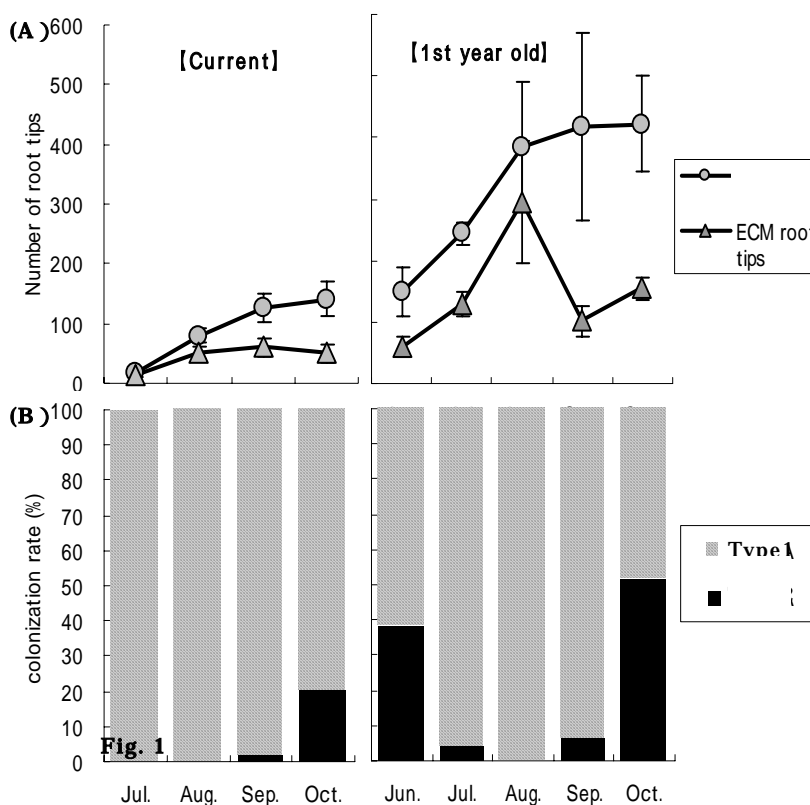 (A)
600
500
400
300
200
100
0
Number of root tips
【Current】
【1st year old】
ECM root
tips
(B)
100
90
80
70
60
50
40
30
20
10
0
colonization rate (%)
Type1
Fig. 1
Jul. Aug. Sep. Oct. Jun. Jul. Aug. Sep. Oct.